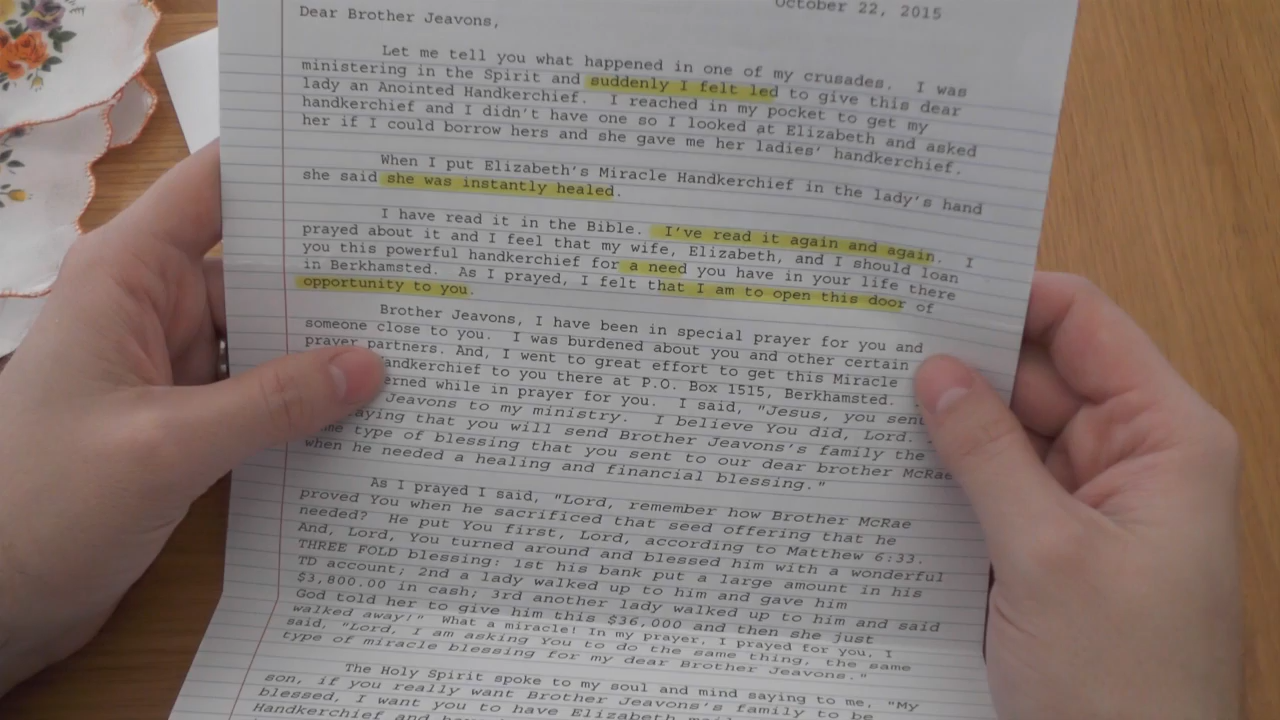 October 22, 2015
Dear Brother Jeavons,
Let me tell you what happened in one of my crusades. I was
ministering in the Spirit and suddenly I felt led to give this dear
lady an Anointed Handkerchief. I reached in my pocket to get my
handkerchief and I didn't have one so I looked at Elizabeth and asked
her if I could borrow hers and she gave me her ladies' handkerchief.
When I put Elizabeth's Miracle Handkerchief in the lady's hand
she said she was instantly healed.
I have read it in the Bible. I've read it again and again. I
prayed about it and I feel that my wife, Elizabeth, and I should loan
you this powerful handkerchief for a need you have in your life there
in Berkhamsted. As I prayed, I felt that I am to open this door of
opportunity to you.
Brother Jeavons, I have been in special prayer for you and
someone close to you. I was burdened about you and other certain
prayer partners. And, I went to great effort to get this Miracle
andkerchief to you there at P.O. Box 1515, Berkhamsted.
erned while in prayer for you. I said, "Jesus, you sent
Jeavons to my ministry. I believe You did, Lord.
aying that you will send Brother Jeavons's family the
me type of blessing that you sent to our dear brother McRae
when he needed a healing and financial blessing."
As I prayed I said, "Lord, remember how Brother McRae
proved You when he sacrificed that seed offering that he
needed? He put You first, Lord, according to Matthew 6:33.
And, Lord, You turned around and blessed him with a wonderful
THREE FOLD blessing: 1st his bank put a large amount in his
TD account; 2nd a lady walked up to him and gave him
$3,800.00 in cash; 3rd another lady walked up to him and said
God told her to give him this $36,000 and then she just
walked away!" What a miracle! In my prayer, I prayed for you, I
said, "Lord, I am asking You to do the same thing, the same
type of miracle blessing for my dear Brother Jeavons."
The Holy Spirit spoke to my soul and mind saying to me, "My
son, if you really want Brother Jeavons's family to be
blessed, I want you to have Elizabeth
Handkerchief and